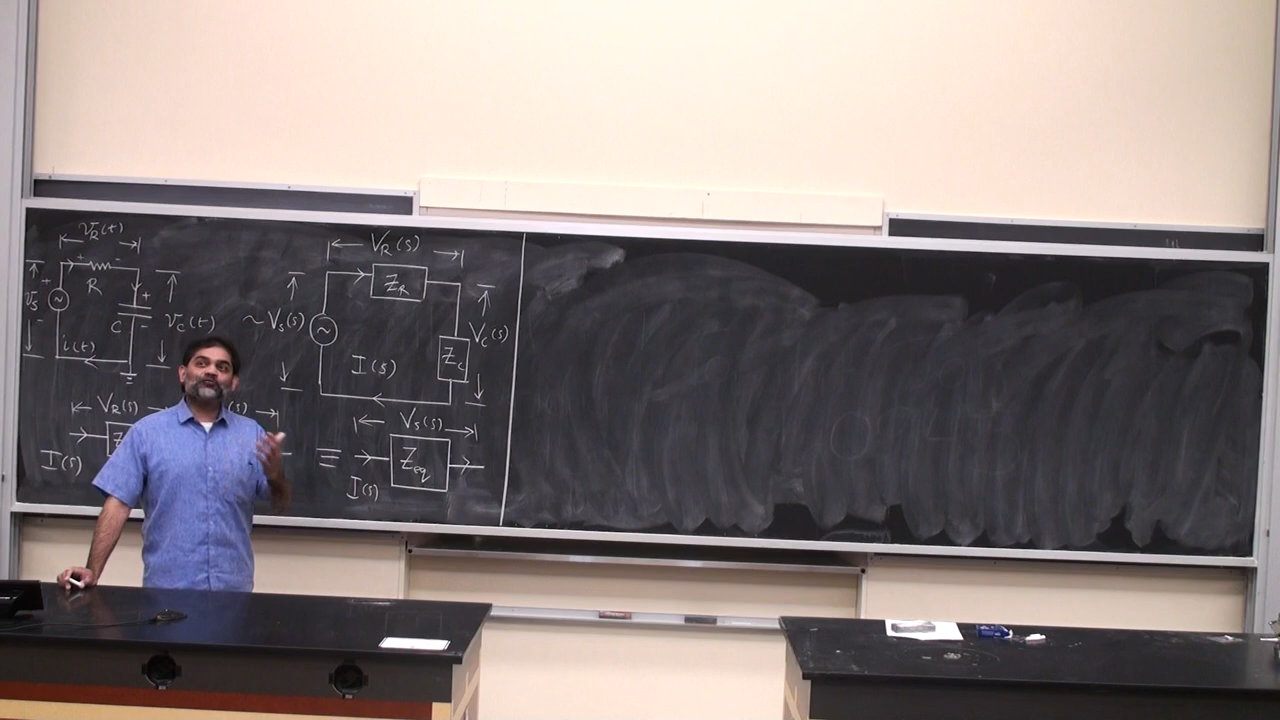 v_R(t)
+ -
R
v_S
+
-
+
C
-
v_C(t)
i(t)
V_R(s)
Z_R
~ V_S(s)
~
I(s)
Z_C
V_C(s)
V_R(s)
(s)
I(s)
≡
V_S(s)
Z_eq
I(s)